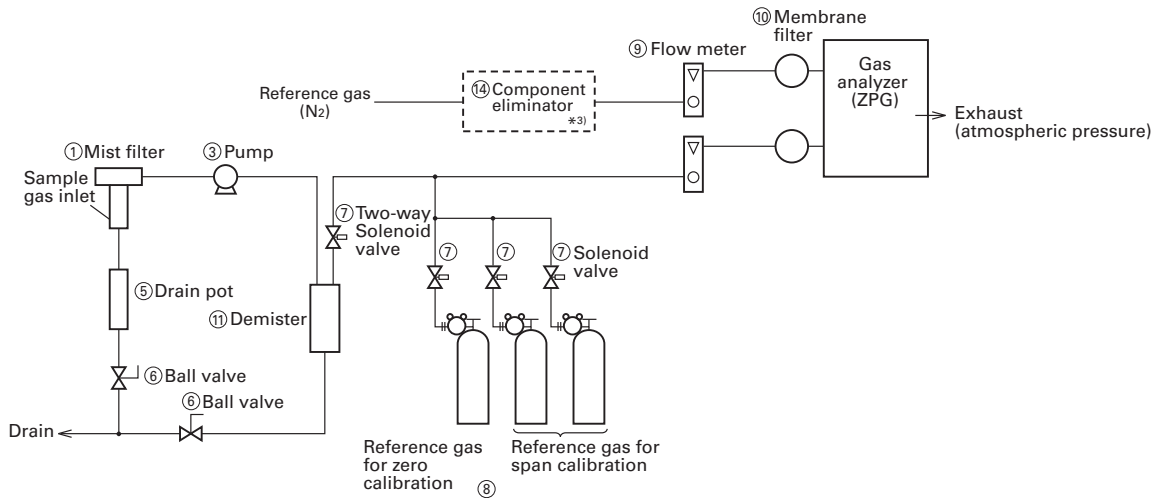 ⑩Membrane
filter
⑨Flow meter
Gas
analyzer
(ZPG)
⑭Component
eliminator
*3)
Reference gas
(N2)
Exhaust
(atmospheric pressure)
①Mist filter
③Pump
Sample
gas inlet
⑦Two-way
Solenoid
valve
⑦
⑦
⑦Solenoid
valve
⑤Drain pot
⑪Demister
⑥Ball valve
⑥Ball valve
Drain
Reference gas
for zero
calibration
Reference gas for
span calibration
⑧